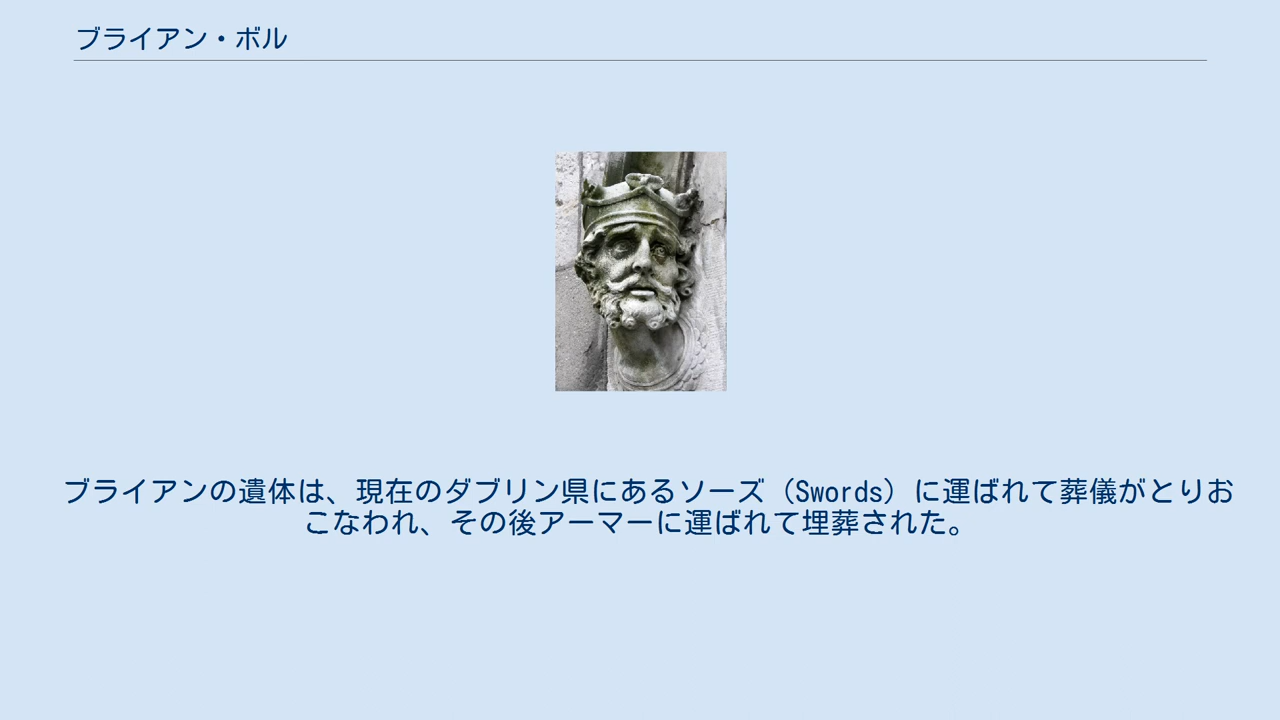 ブライアン・ボル
ブライアンの遺体は、現在のダブリン県にあるソーズ（Swords）に運ばれて葬儀がとりお
こなわれ、その後アーマーに運ばれて埋葬された。